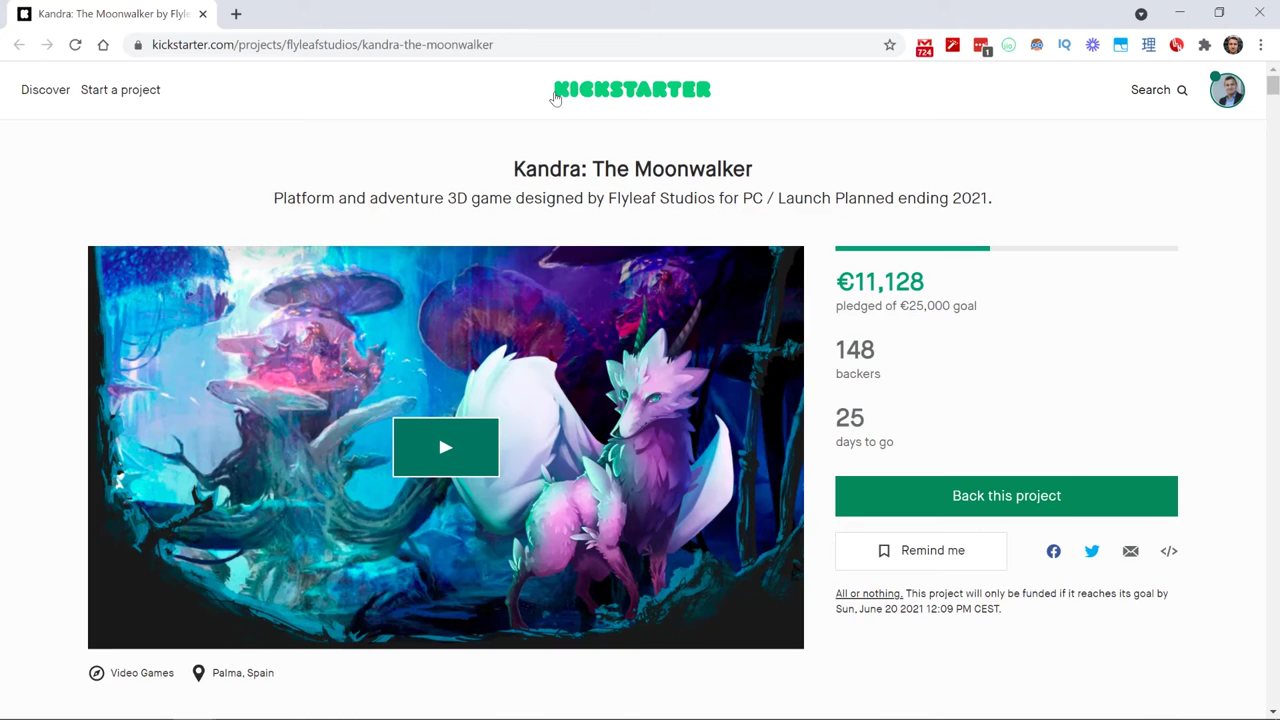 Kandra: The Moonwalker by Flyle
kickstarter.com/projects/flyleafstudios/kandra-the-moonwalker
724
IQ
1
理
Discover
Start a project
KICKSTARTER
Search
Kandra: The Moonwalker
Platform and adventure 3D game designed by Flyleaf Studios for PC / Launch Planned ending 2021.
€11,128
pledged of €25,000 goal
148
backers
25
days to go
Back this project
Remind me
</>
All or nothing. This project will only be funded if it reaches its goal by
Sun, June 20 2021 12:09 PM CEST.
Video Games
Palma, Spain